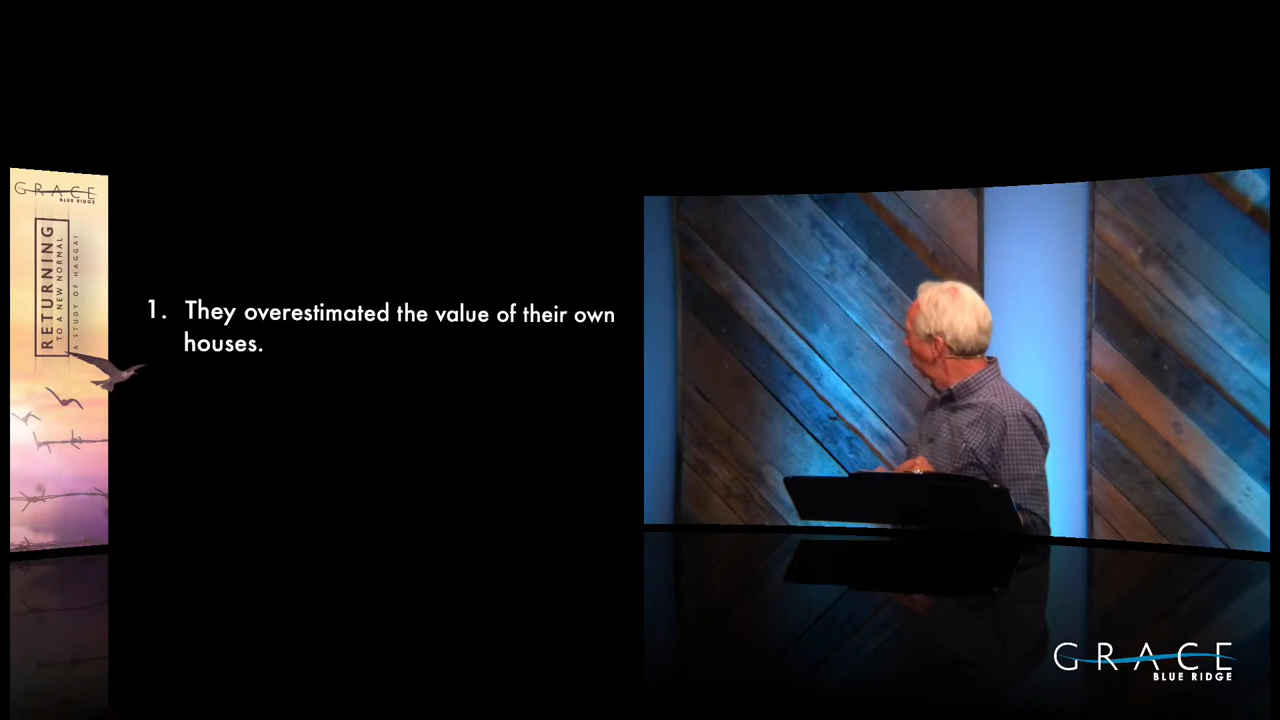 GRACE
BLUE RIDGE
RETURNING
TO A NEW NORMAL
A STUDY OF HAGGAI
1. They overestimated the value of their own
houses.
GRACE
BLUE RIDGE